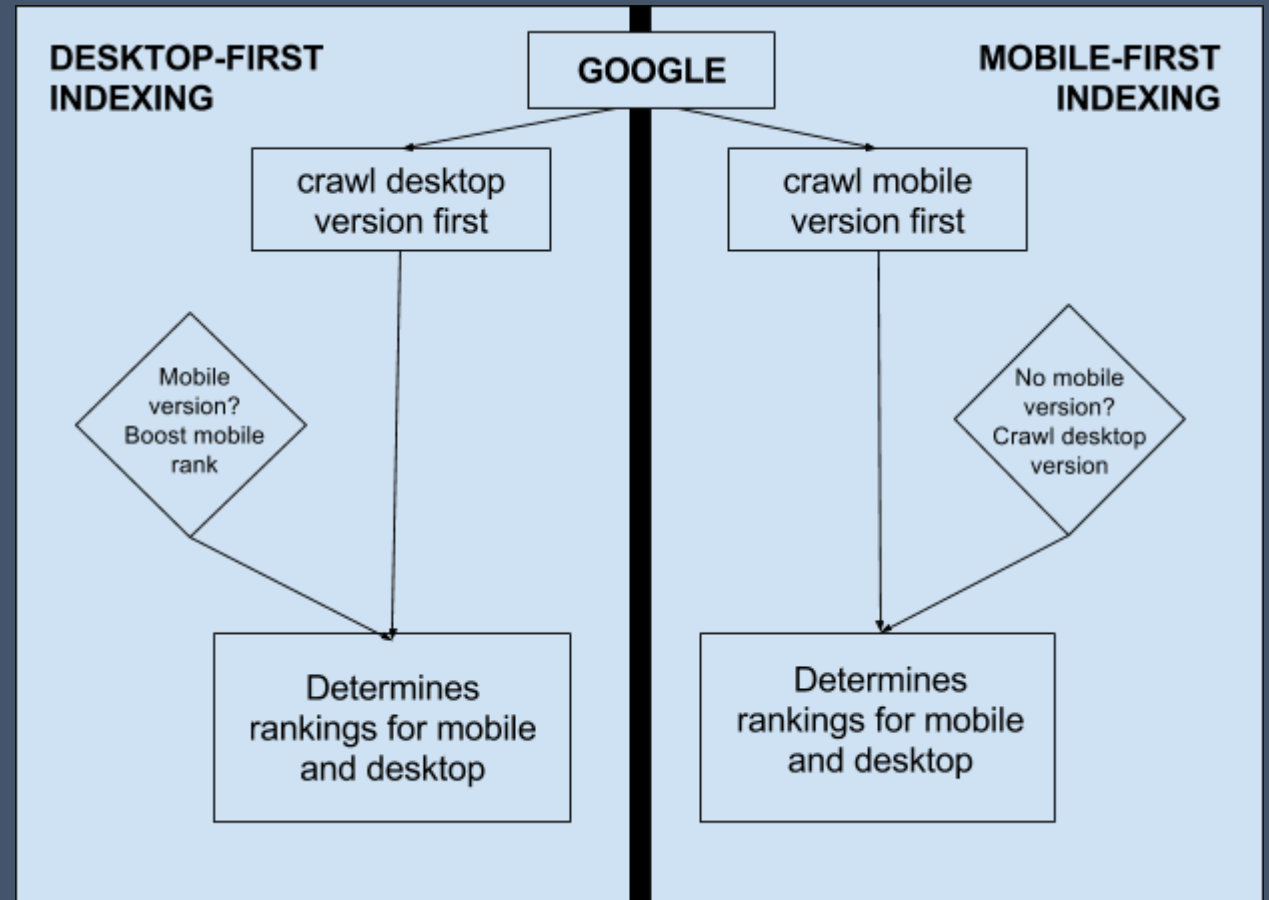 DESKTOP-FIRST
INDEXING
GOOGLE
MOBILE-FIRST
INDEXING
crawl desktop
version first
crawl mobile
version first
Mobile
version?
Boost mobile
rank
No mobile
version?
Crawl desktop
version
Determines
rankings for mobile
and desktop
Determines
rankings for mobile
and desktop